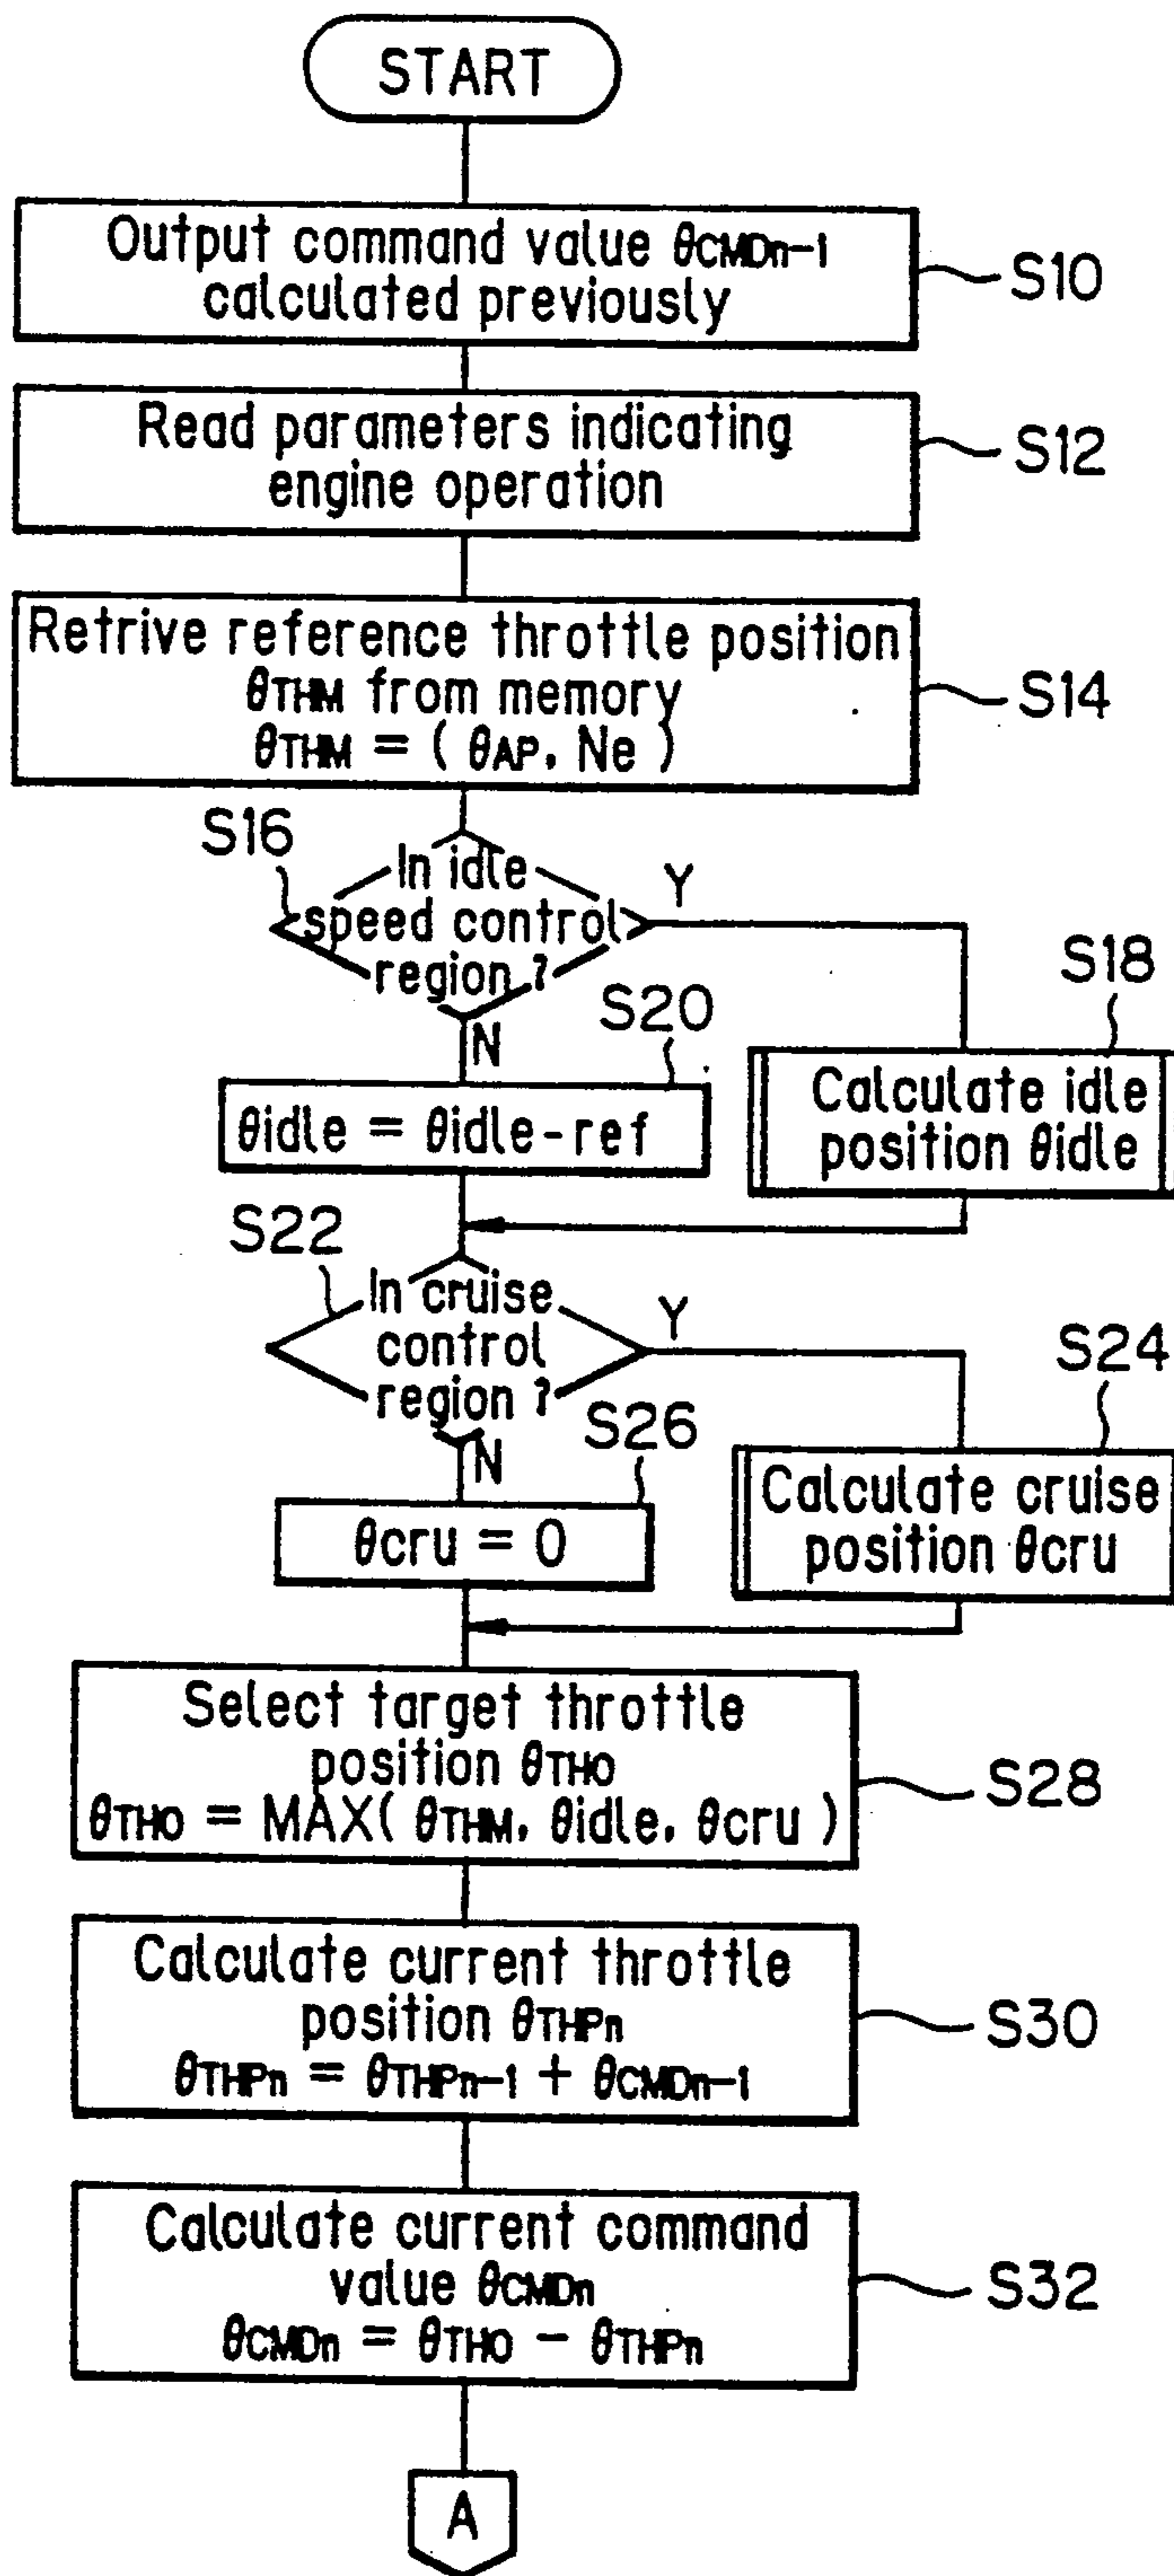 START
Output command value θCMDn-1
calculated previously
S10
Read parameters indicating
engine operation
S12
Retrive reference throttle position
θTHM from memory
θTHM = ( θAP, Ne )
S14
S16
In idle
speed control
region ?
Y
N
S18
Calculate idle
position θidle
S20
θidle = θidle-ref
S22
In cruise
control
region ?
Y
N
S24
Calculate cruise
position θcru
S26
θcru = 0
Select target throttle
position θTHO
θTHO = MAX( θTHM, θidle, θcru )
S28
Calculate current throttle
position θTHPn
θTHPn = θTHPn-1 + θCMDn-1
S30
Calculate current command
value θCMDn
θCMDn = θTHO - θTHPn
S32
A